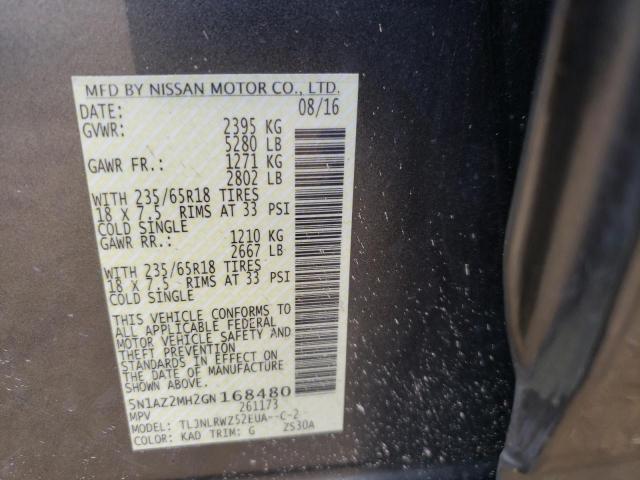 MFD BY NISSAN MOTOR CO., LTD.
DATE: 08/16
GVWR: 2395 KG
5280 LB
GAWR FR.: 1271 KG
2802 LB
WITH 235/65R18 TIRES
18 X 7.5 RIMS AT 33 PSI
COLD SINGLE
GAWR RR.: 1210 KG
2667 LB
WITH 235/65R18 TIRES
18 X 7.5 RIMS AT 33 PSI
COLD SINGLE
THIS VEHICLE CONFORMS TO
ALL APPLICABLE FEDERAL
MOTOR VEHICLE SAFETY AND
THEFT PREVENTION
STANDARDS IN EFFECT ON
THE DATE OF MANUFACTURE
SHOWN ABOVE.
5N1AZ2MH2GN168480
MPV 261173
MODEL: TLJNLRWZ52EUA--C-2
COLOR: KAD TRIM: G ZS30A